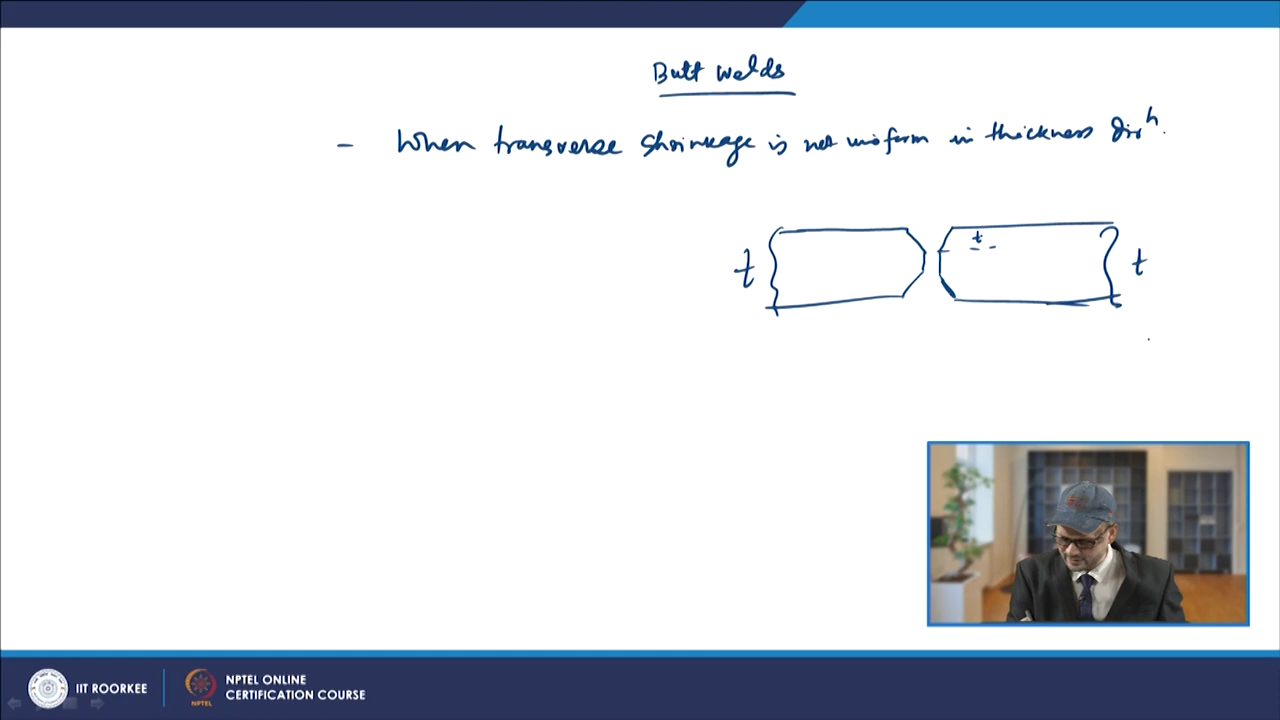 Butt welds
- When transverse shrinkage is not uniform in thickness dirⁿ.
t
t
t
IIT ROORKEE
NPTEL
NPTEL ONLINE
CERTIFICATION COURSE